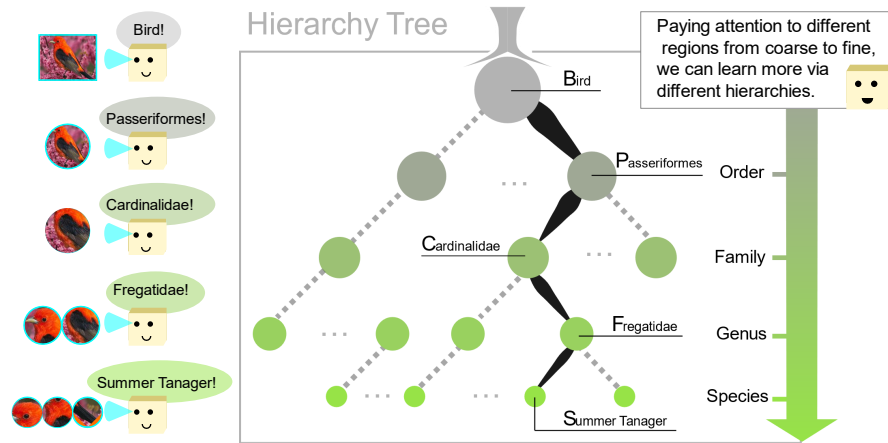 Hierarchy Tree
Paying attention to different
regions from coarse to fine,
we can learn more via
different hierarchies.
Bird!
Bird
Passeriformes!
Passeriformes
Order
Cardinalidae!
Cardinalidae
Family
Fregatidae!
Fregatidae
Genus
Summer Tanager!
Species
Summer Tanager